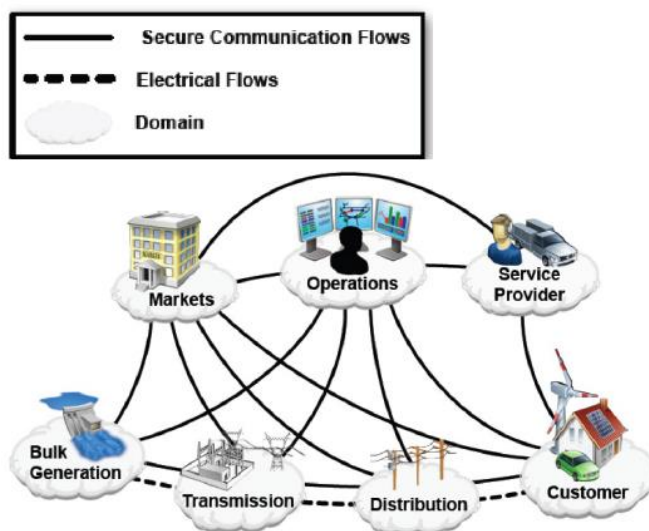 Secure Communication Flows
Electrical Flows
Domain
Markets
Operations
Service
Provider
Bulk
Generation
Transmission
Distribution
Customer